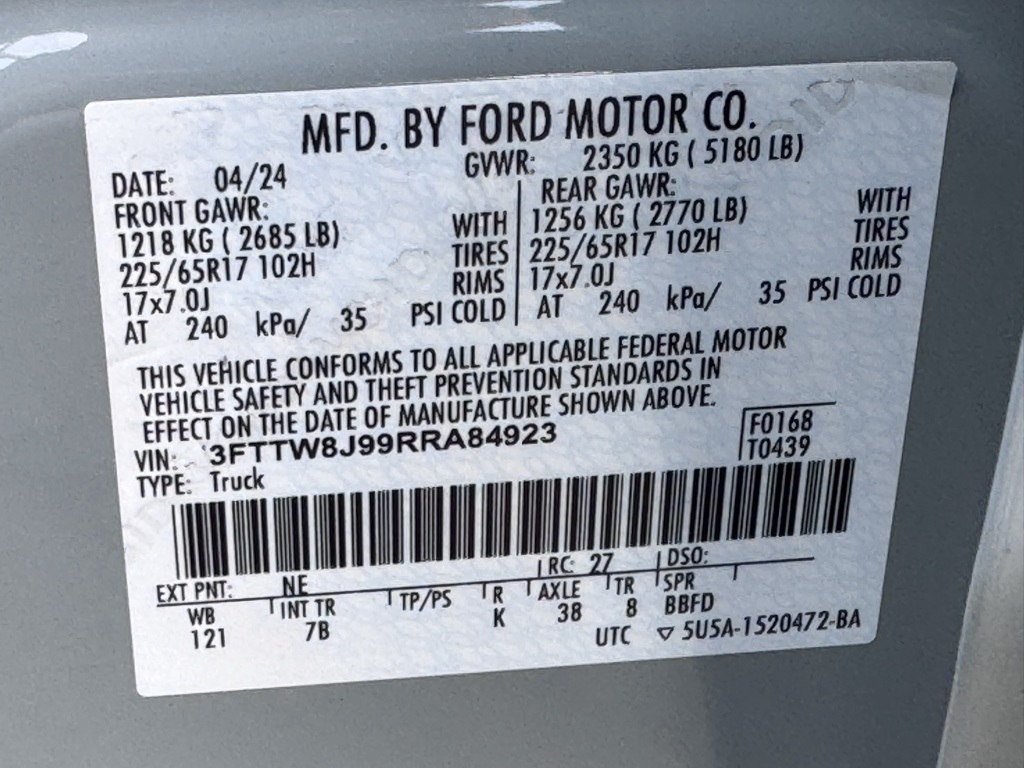 MFD. BY FORD MOTOR CO.
DATE: 04/24 GVWR: 2350 KG ( 5180 LB)
FRONT GAWR: REAR GAWR:
1218 KG ( 2685 LB) WITH 1256 KG ( 2770 LB) WITH
225/65R17 102H TIRES 225/65R17 102H TIRES
17x7.0J RIMS 17x7.0J RIMS
AT 240 kPa/ 35 PSI COLD AT 240 kPa/ 35 PSI COLD
THIS VEHICLE CONFORMS TO ALL APPLICABLE FEDERAL MOTOR
VEHICLE SAFETY AND THEFT PREVENTION STANDARDS IN
EFFECT ON THE DATE OF MANUFACTURE SHOWN ABOVE.
VIN: 3FTTW8J99RRA84923 F0168
TYPE: Truck T0439
EXT PNT: NE RC: 27 DSO:
WB INT TR TP/PS R AXLE TR SPR
121 7B K 38 8 BBFD
UTC ▽ 5U5A-1520472-BA